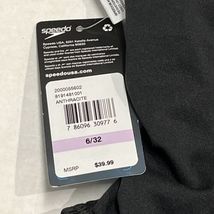 speedo
Speedo USA, 6251 Katella Avenue
Cypress, California 90630
speedousa.com
2000055602
8191481001
ANTHRACITE
7 86096 30977 6
6/32
MSRP $39.99